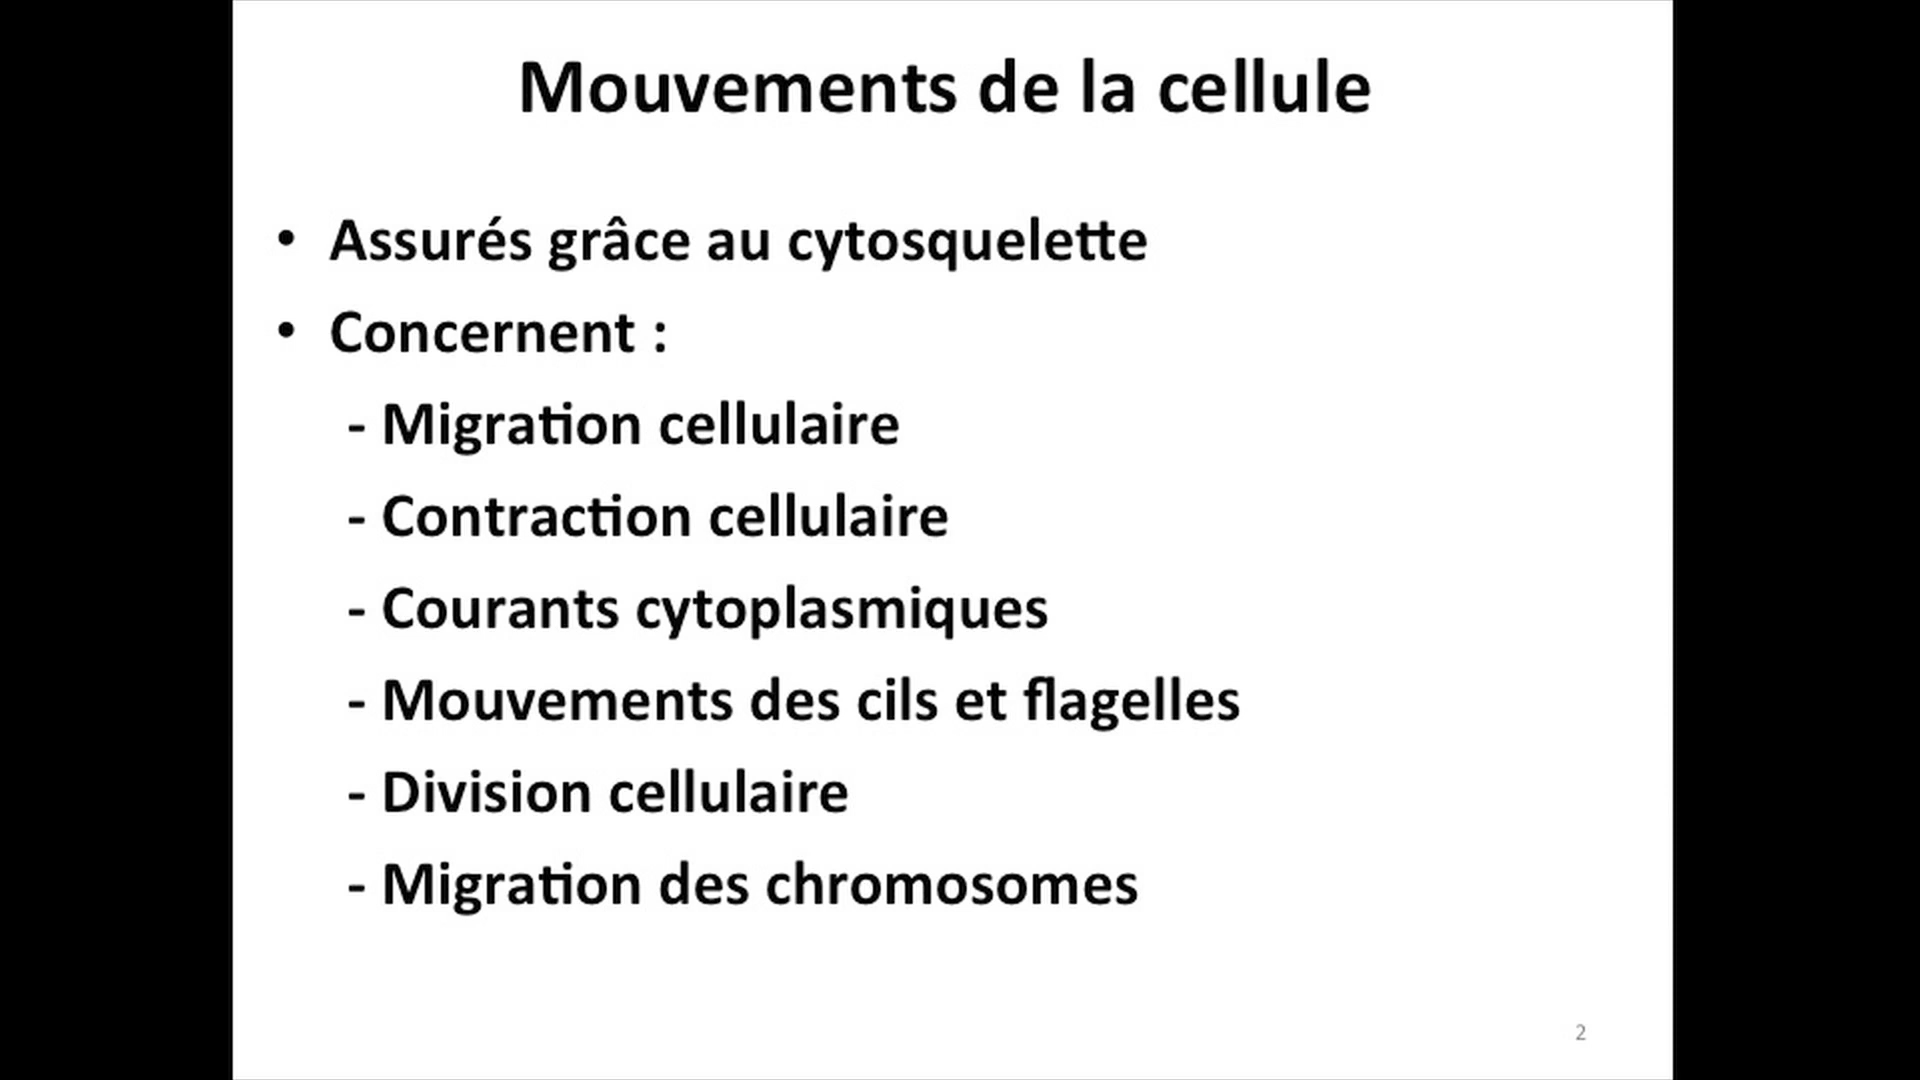 Mouvements de la cellule
• Assurés grâce au cytosquelette
• Concernent :
- Migration cellulaire
- Contraction cellulaire
- Courants cytoplasmiques
- Mouvements des cils et flagelles
- Division cellulaire
- Migration des chromosomes
2